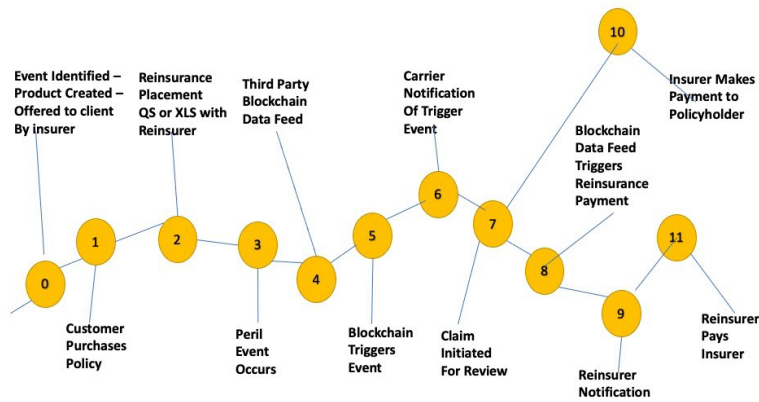 10
Event Identified –
Product Created –
Offered to client
By insurer
Reinsurance
Placement
QS or XLS with
Reinsurer
Third Party
Blockchain
Data Feed
Carrier
Notification
Of Trigger
Event
Insurer Makes
Payment to
Policyholder
Blockchain
Data Feed
Triggers
Reinsurance
Payment
0
1
2
3
4
5
6
7
8
9
11
Customer
Purchases
Policy
Peril
Event
Occurs
Blockchain
Triggers
Event
Claim
Initiated
For Review
Reinsurer
Notification
Reinsurer
Pays
Insurer